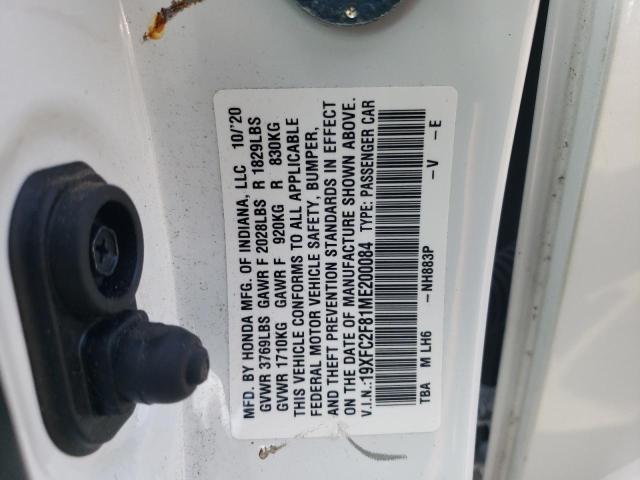 MFD. BY HONDA MFG. OF INDIANA, LLC 10/'20
GVWR 3769LBS GAWR F 2028LBS R 1829LBS
GVWR 1710KG GAWR F 920KG R 830KG
THIS VEHICLE CONFORMS TO ALL APPLICABLE
FEDERAL MOTOR VEHICLE SAFETY, BUMPER,
AND THEFT PREVENTION STANDARDS IN EFFECT
ON THE DATE OF MANUFACTURE SHOWN ABOVE.
V.I.N.:19XFC2F81ME200084 TYPE: PASSENGER CAR
TBA M LH6 –NH883P –V –E